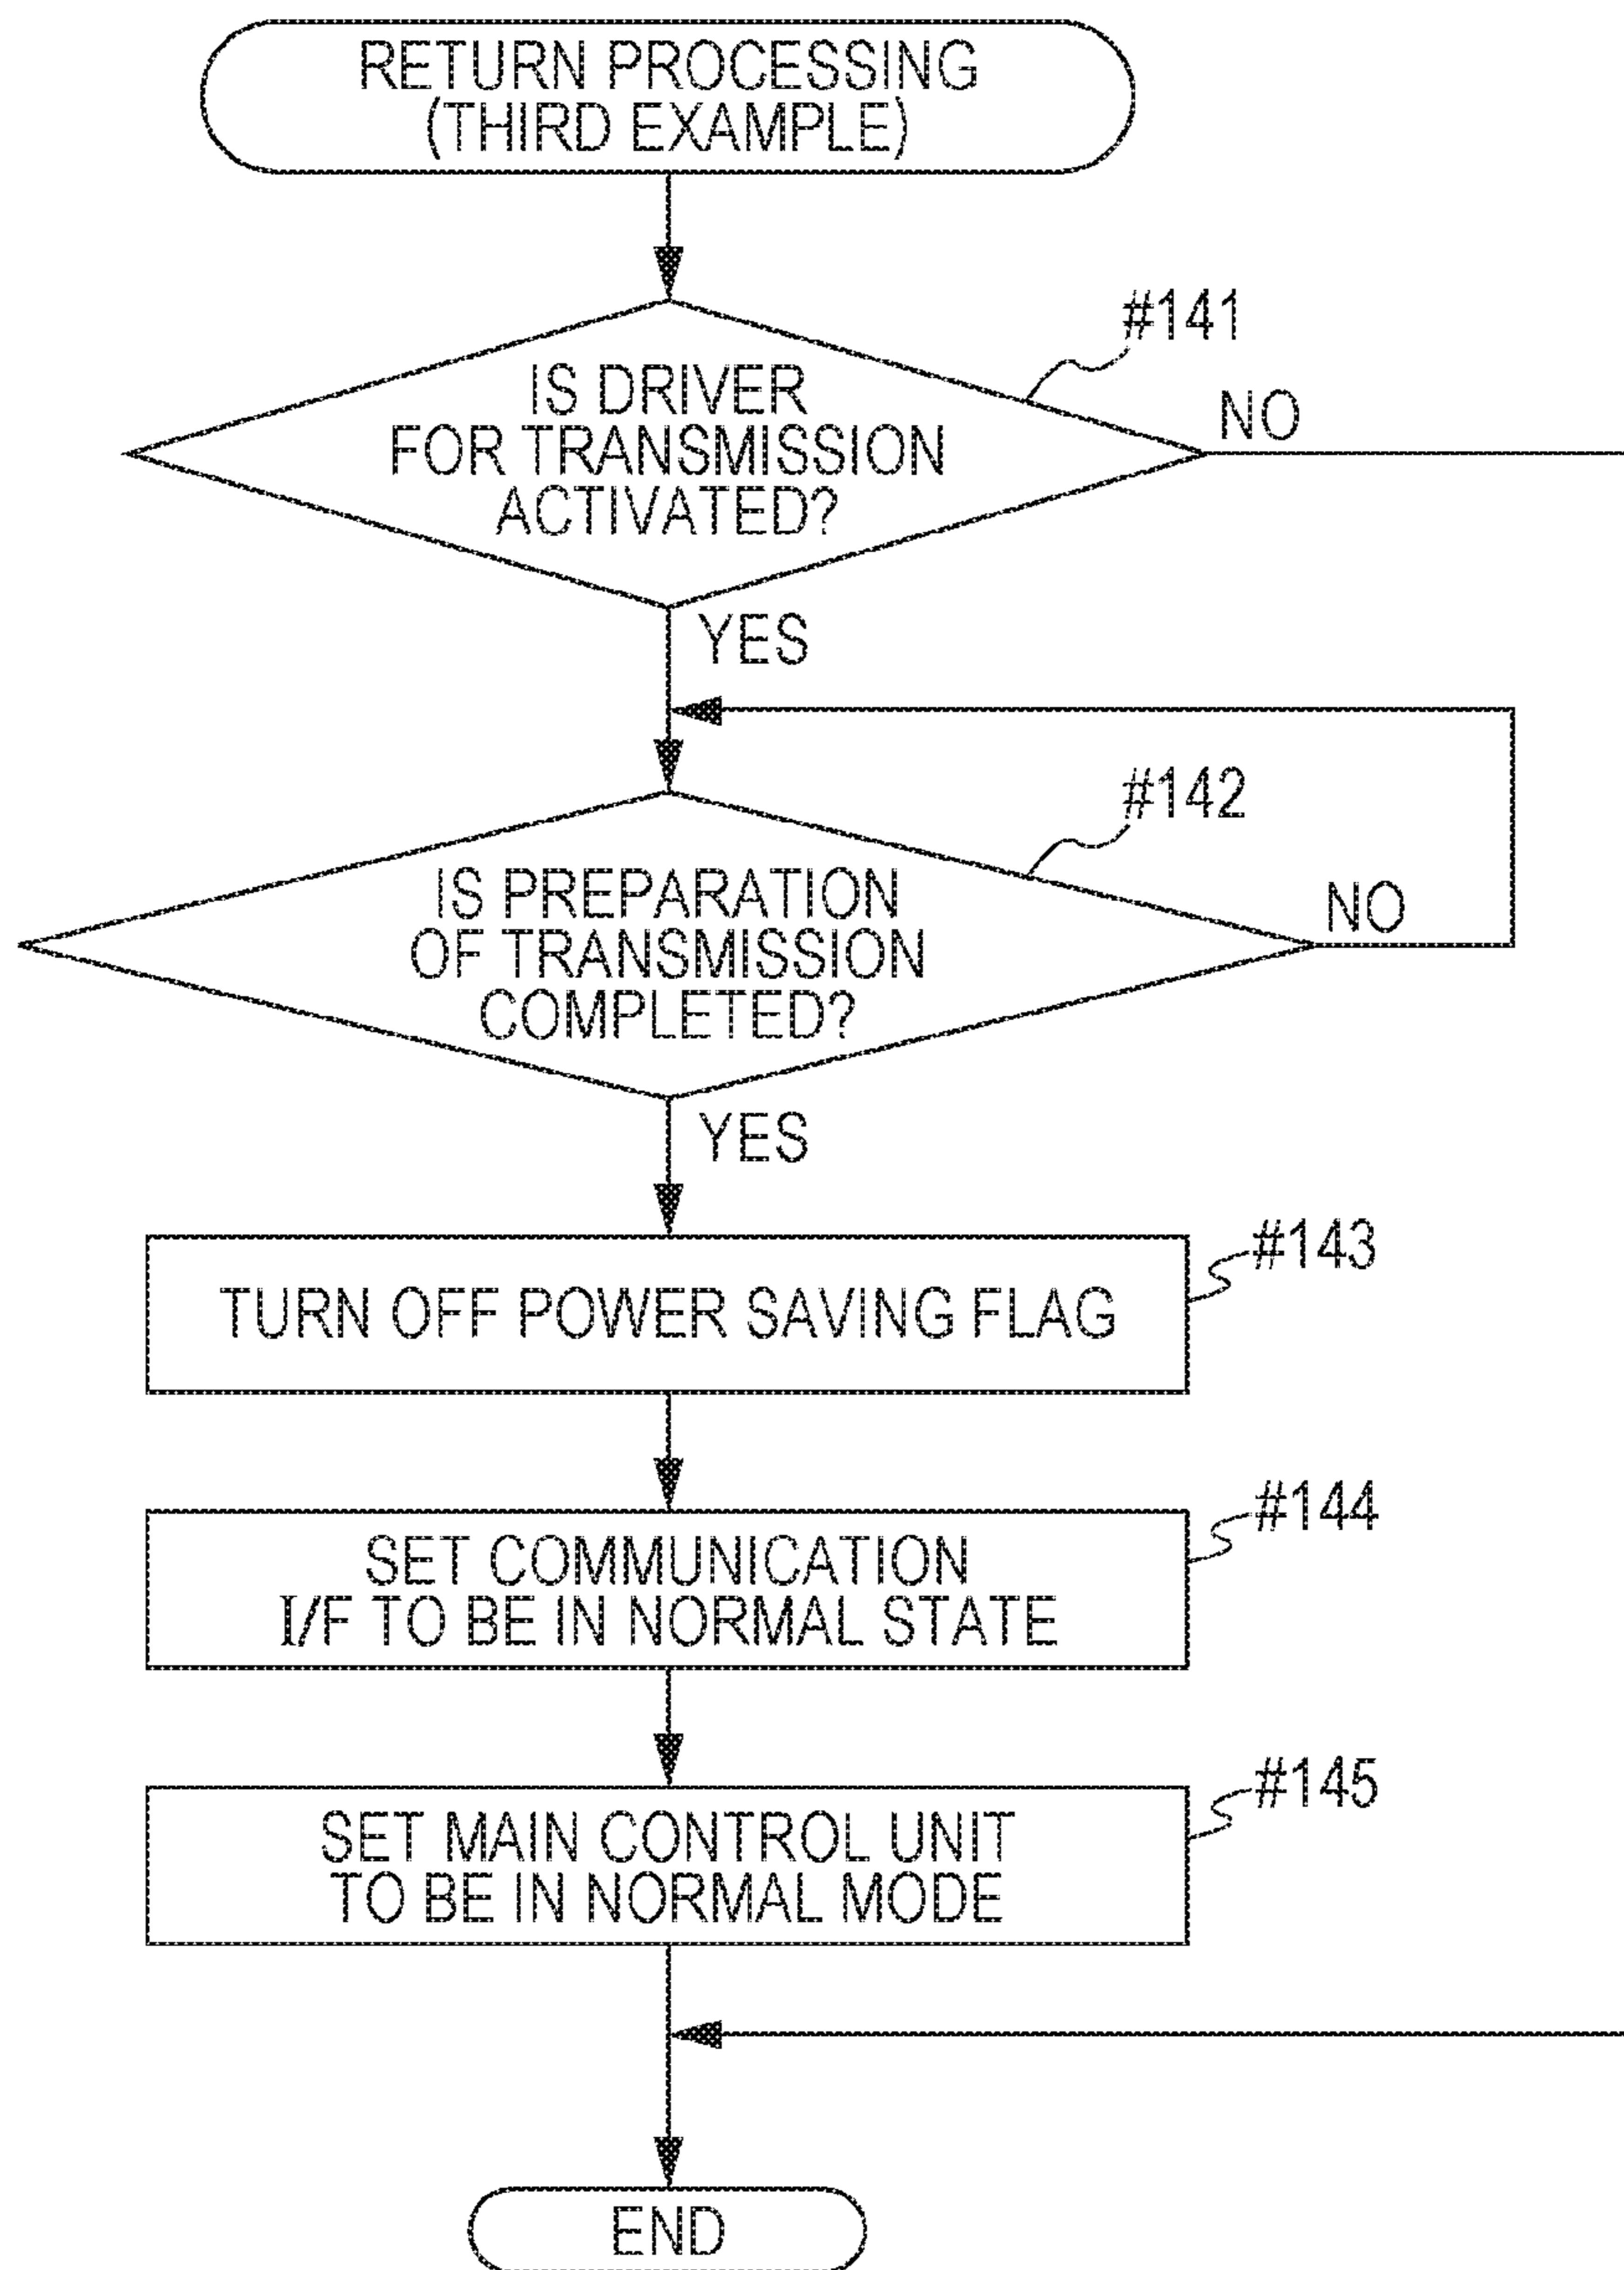 RETURN PROCESSING
(THIRD EXAMPLE)
#141
IS DRIVER
FOR TRANSMISSION
ACTIVATED?
NO
YES
#142
IS PREPARATION
OF TRANSMISSION
COMPLETED?
NO
YES
#143
TURN OFF POWER SAVING FLAG
#144
SET COMMUNICATION
I/F TO BE IN NORMAL STATE
#145
SET MAIN CONTROL UNIT
TO BE IN NORMAL MODE
END